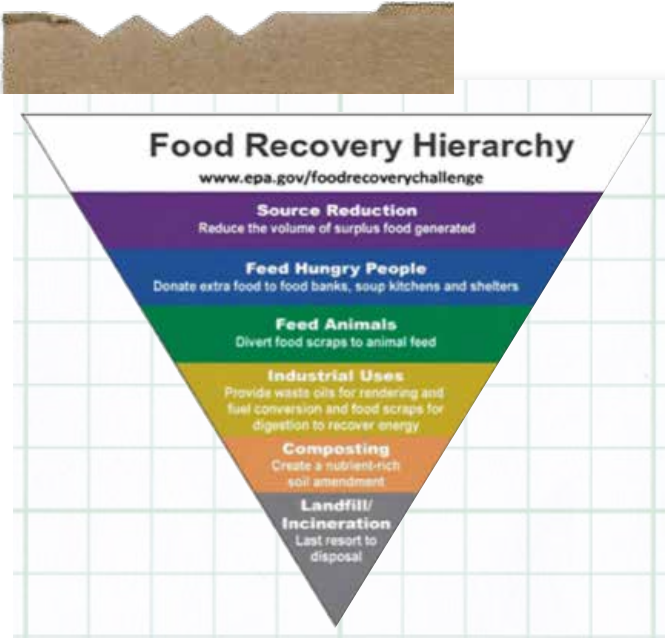 Food Recovery Hierarchy
www.epa.gov/foodrecoverychallenge
Source Reduction
Reduce the volume of surplus food generated
Feed Hungry People
Donate extra food to food banks, soup kitchens and shelters
Feed Animals
Divert food scraps to animal feed
Industrial Uses
Provide waste oils for rendering and
fuel conversion and food scraps for
digestion to recover energy
Composting
Create a nutrient-rich
soil amendment
Landfill/
Incineration
Last resort to
disposal